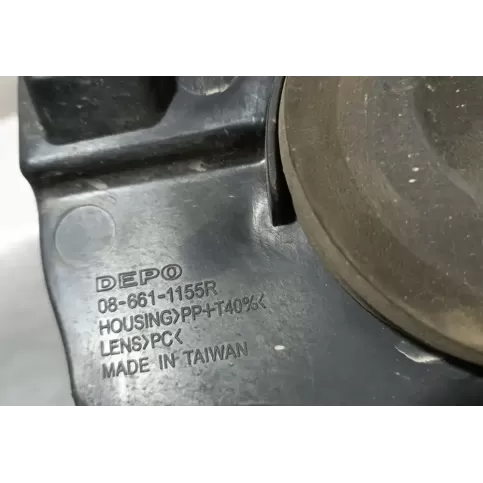 DEPO
08-661-1155R
HOUSING>PP+T40%<
LENS>PC<
MADE IN TAIWAN